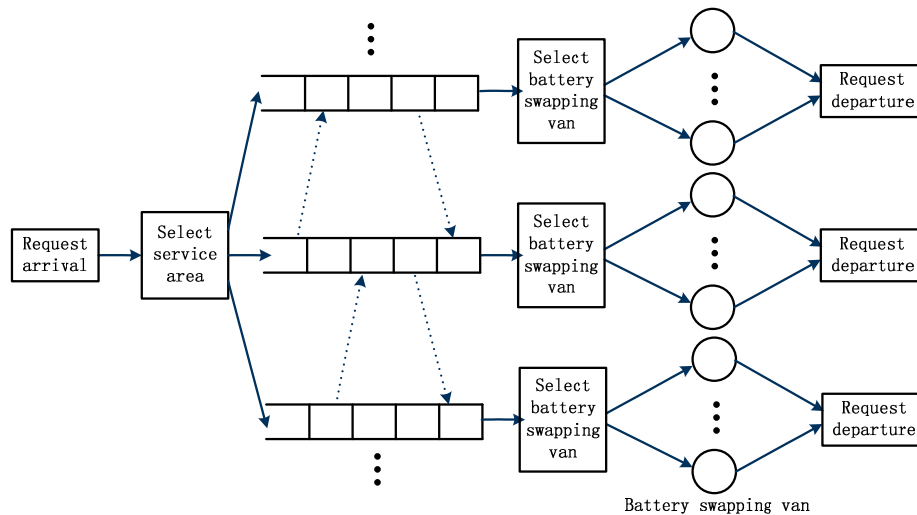 Request
arrival
Select
service
area
Select
battery
swapping
van
Request
departure
Select
battery
swapping
van
Request
departure
Select
battery
swapping
van
Request
departure
Battery swapping van